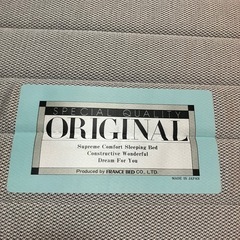 SPECIAL QUALITY
ORIGINAL
Supreme Comfort Sleeping Bed
Constructive Wonderful
Dream For You
Produced by FRANCE BED CO., LTD.
MADE IN JAPAN